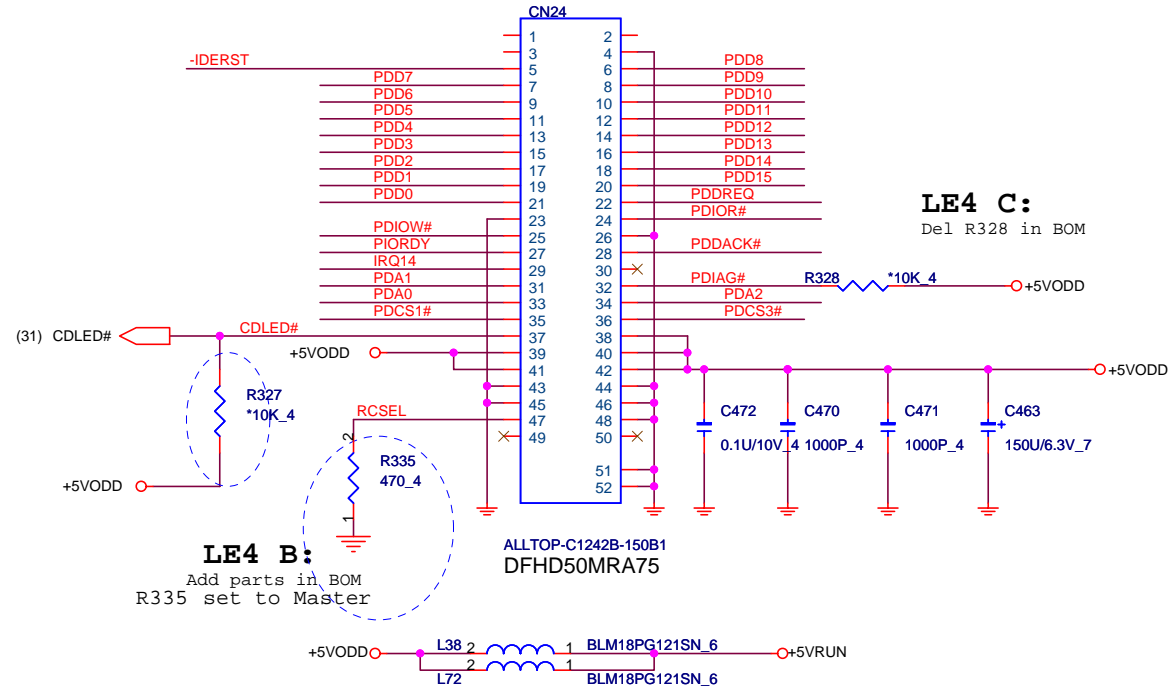 CN24
1 2
3 4
-IDERST 5 6 PDD8
PDD7 7 8 PDD9
PDD6 9 10 PDD10
PDD5 11 12 PDD11
PDD4 13 14 PDD12
PDD3 15 16 PDD13
PDD2 17 18 PDD14
PDD1 19 20 PDD15
PDD0 21 22 PDDREQ
23 24 PDIOR#
PDIOW# 25 26
PIORDY 27 28 PDDACK#
IRQ14 29 30
PDA1 31 32 PDIAG# R328 *10K_4 +5VODD
PDA0 33 34 PDA2
PDCS1# 35 36 PDCS3#
(31) CDLED# CDLED# 37 38
+5VODD 39 40
41 42 +5VODD
43 44
45 46
RCSEL 47 48
49 50
51
52
LE4 C:
Del R328 in BOM
R327
*10K_4
+5VODD
2
R335
470_4
1
C472
0.1U/10V_4
C470
1000P_4
C471
1000P_4
C463
+
150U/6.3V_7
LE4 B:
Add parts in BOM
R335 set to Master
ALLTOP-C1242B-150B1
DFHD50MRA75
+5VODD L38 2 1 BLM18PG121SN_6 +5VRUN
L72 2 1 BLM18PG121SN_6